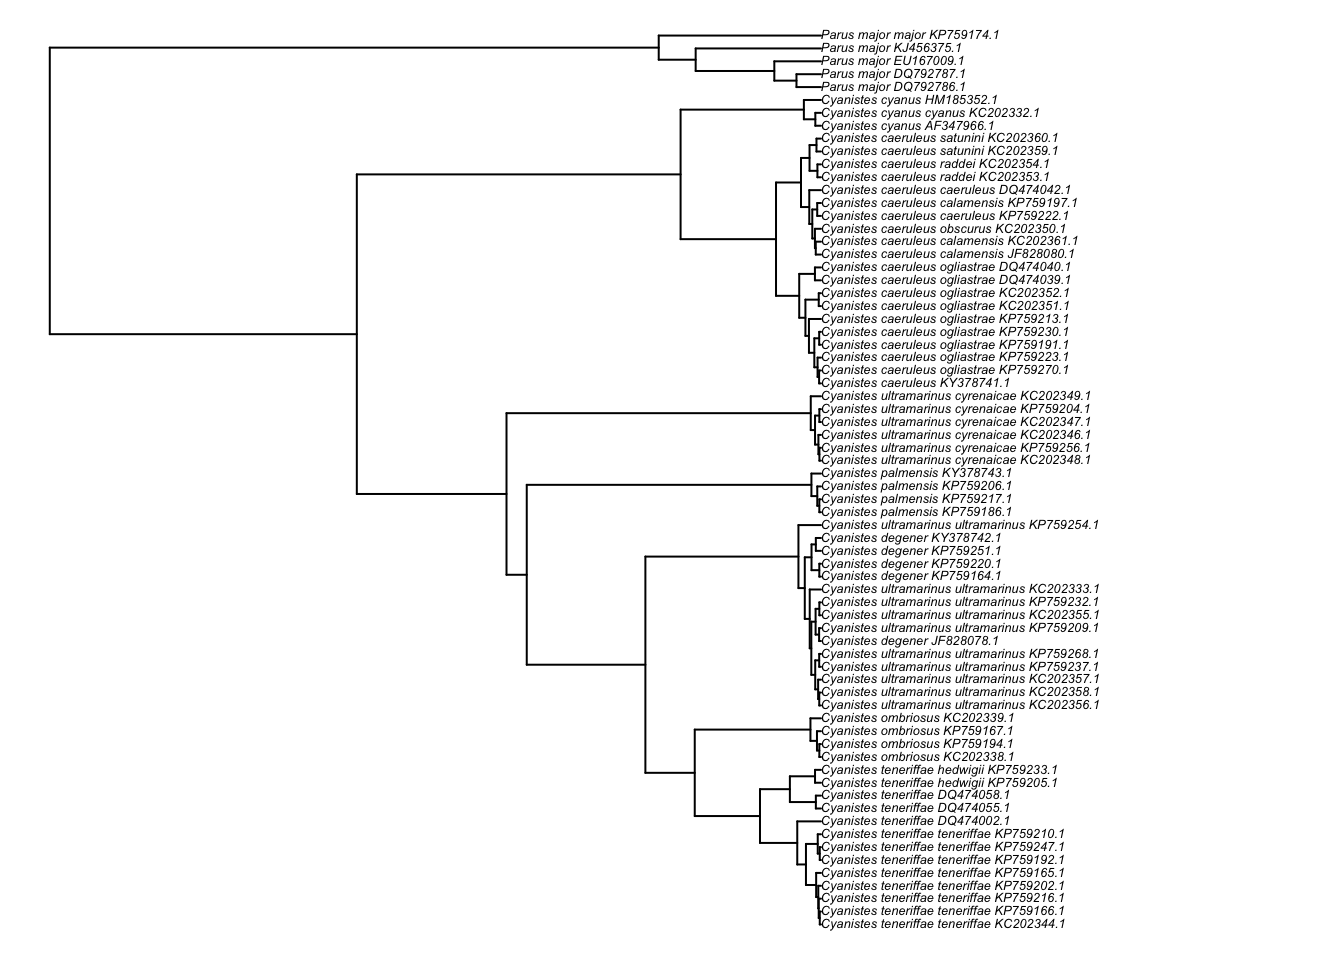 Parus major major KP759174.1
Parus major KJ456375.1
Parus major EU167009.1
Parus major DQ792787.1
Parus major DQ792786.1
Cyanistes cyanus HM185352.1
Cyanistes cyanus cyanus KC202332.1
Cyanistes cyanus AF347966.1
Cyanistes caeruleus satunini KC202360.1
Cyanistes caeruleus satunini KC202359.1
Cyanistes caeruleus raddei KC202354.1
Cyanistes caeruleus raddei KC202353.1
Cyanistes caeruleus caeruleus DQ474042.1
Cyanistes caeruleus calamensis KP759197.1
Cyanistes caeruleus caeruleus KP759222.1
Cyanistes caeruleus obscurus KC202350.1
Cyanistes caeruleus calamensis KC202361.1
Cyanistes caeruleus calamensis JF828080.1
Cyanistes caeruleus ogliastrae DQ474040.1
Cyanistes caeruleus ogliastrae DQ474039.1
Cyanistes caeruleus ogliastrae KC202352.1
Cyanistes caeruleus ogliastrae KC202351.1
Cyanistes caeruleus ogliastrae KP759213.1
Cyanistes caeruleus ogliastrae KP759230.1
Cyanistes caeruleus ogliastrae KP759191.1
Cyanistes caeruleus ogliastrae KP759223.1
Cyanistes caeruleus ogliastrae KP759270.1
Cyanistes caeruleus KY378741.1
Cyanistes ultramarinus cyrenaicae KC202349.1
Cyanistes ultramarinus cyrenaicae KP759204.1
Cyanistes ultramarinus cyrenaicae KC202347.1
Cyanistes ultramarinus cyrenaicae KC202346.1
Cyanistes ultramarinus cyrenaicae KP759256.1
Cyanistes ultramarinus cyrenaicae KC202348.1
Cyanistes palmensis KY378743.1
Cyanistes palmensis KP759206.1
Cyanistes palmensis KP759217.1
Cyanistes palmensis KP759186.1
Cyanistes ultramarinus ultramarinus KP759254.1
Cyanistes degener KY378742.1
Cyanistes degener KP759251.1
Cyanistes degener KP759220.1
Cyanistes degener KP759164.1
Cyanistes ultramarinus ultramarinus KC202333.1
Cyanistes ultramarinus ultramarinus KP759232.1
Cyanistes ultramarinus ultramarinus KC202355.1
Cyanistes ultramarinus ultramarinus KP759209.1
Cyanistes degener JF828078.1
Cyanistes ultramarinus ultramarinus KP759268.1
Cyanistes ultramarinus ultramarinus KP759237.1
Cyanistes ultramarinus ultramarinus KC202357.1
Cyanistes ultramarinus ultramarinus KC202358.1
Cyanistes ultramarinus ultramarinus KC202356.1
Cyanistes ombriosus KC202339.1
Cyanistes ombriosus KP759167.1
Cyanistes ombriosus KP759194.1
Cyanistes ombriosus KC202338.1
Cyanistes teneriffae hedwigii KP759233.1
Cyanistes teneriffae hedwigii KP759205.1
Cyanistes teneriffae DQ474058.1
Cyanistes teneriffae DQ474055.1
Cyanistes teneriffae DQ474002.1
Cyanistes teneriffae teneriffae KP759210.1
Cyanistes teneriffae teneriffae KP759247.1
Cyanistes teneriffae teneriffae KP759192.1
Cyanistes teneriffae teneriffae KP759165.1
Cyanistes teneriffae teneriffae KP759202.1
Cyanistes teneriffae teneriffae KP759216.1
Cyanistes teneriffae teneriffae KP759166.1
Cyanistes teneriffae teneriffae KC202344.1